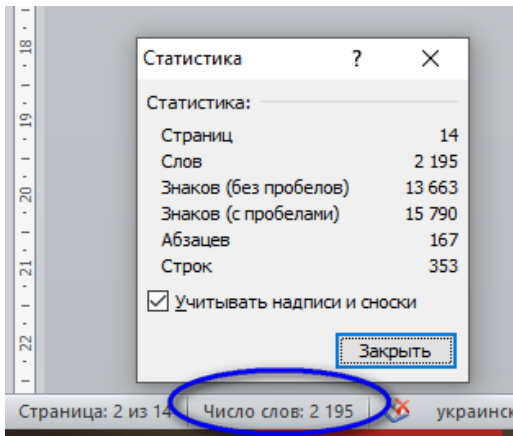 18
19
20
21
22
Статистика ?
Статистика:
Страниц 14
Слов 2 195
Знаков (без пробелов) 13 663
Знаков (с пробелами) 15 790
Абзацев 167
Строк 353
Учитывать надписи и сноски
Закрыть
Страница: 2 из 14 Число слов: 2 195 украинск